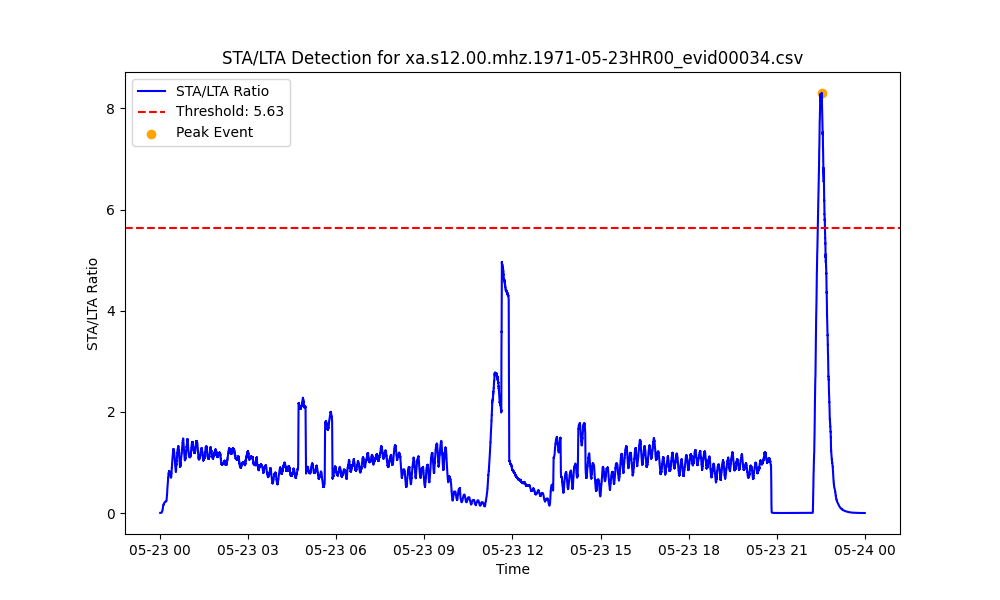 STA/LTA Detection for xa.s12.00.mhz.1971-05-23HR00_evid00034.csv
STA/LTA Ratio
Threshold: 5.63
Peak Event
8
6
4
2
0
STA/LTA Ratio
05-23 00 05-23 03 05-23 06 05-23 09 05-23 12 05-23 15 05-23 18 05-23 21 05-24 00
Time